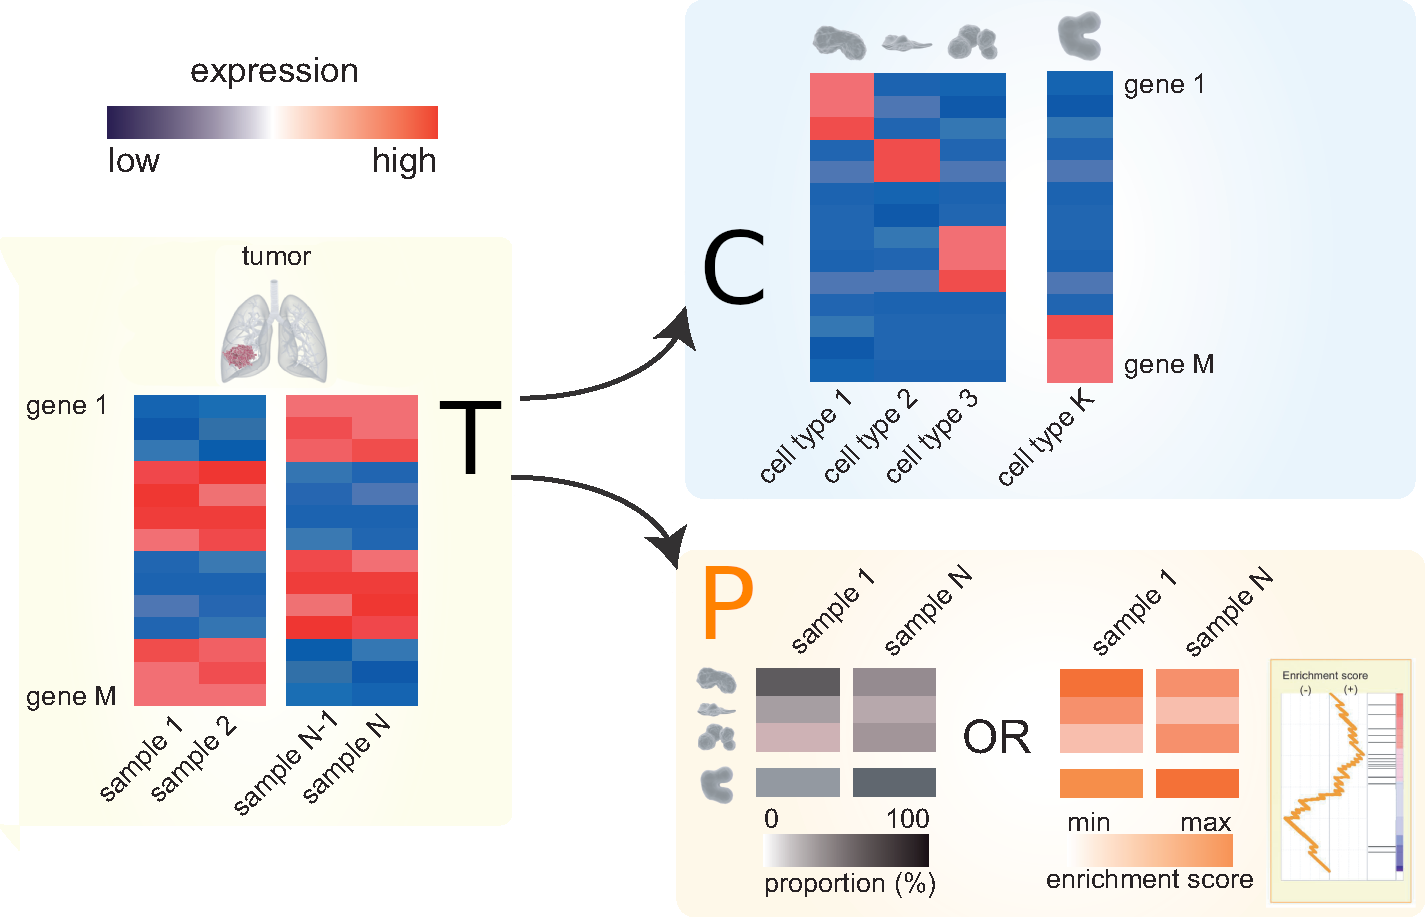 expression
low high
tumor
gene 1
gene M
sample 1
sample 2
sample N-1
sample N
T
C
gene 1
gene M
cell type 1
cell type 2
cell type 3
cell type K
P
sample 1
sample N
0 100
proportion (%)
OR
sample 1
sample N
min max
enrichment score
Enrichment score
(-) (+)